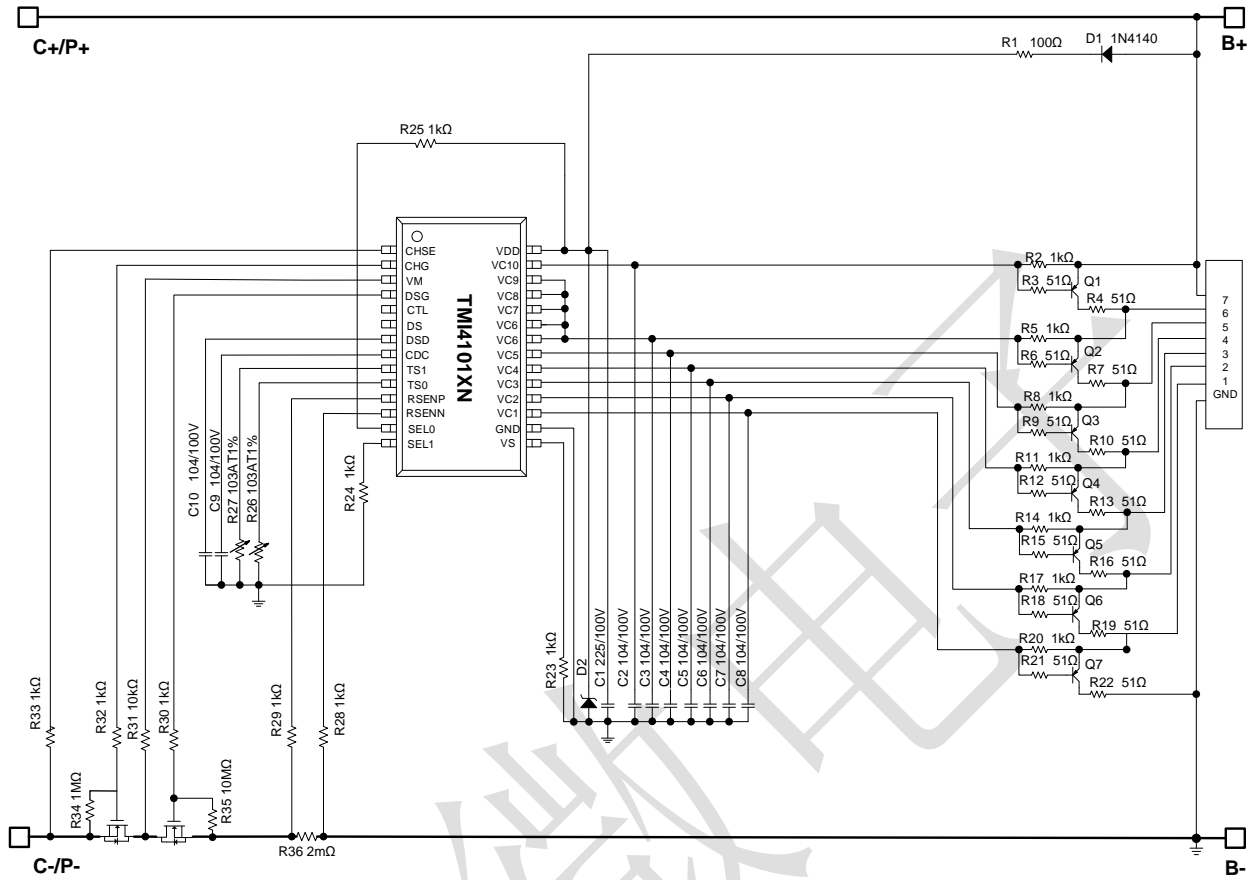 C+/P+
B+
R1 100Ω
D1 1N4140
R25 1kΩ
TMI4101XN
CHSE
CHG
VM
DSG
CTL
DS
DSD
CDC
TS1
TS0
RSENP
RSENN
SEL0
SEL1
VDD
VC10
VC9
VC8
VC7
VC6
VC6
VC5
VC4
VC3
VC2
VC1
GND
VS
R2 1kΩ
R3 51Ω
Q1
R4 51Ω
R5 1kΩ
R6 51Ω
Q2
R7 51Ω
R8 1kΩ
R9 51Ω
Q3
R10 51Ω
R11 1kΩ
R12 51Ω
Q4
R13 51Ω
R14 1kΩ
R15 51Ω
Q5
R16 51Ω
R17 1kΩ
R18 51Ω
Q6
R19 51Ω
R20 1kΩ
R21 51Ω
Q7
R22 51Ω
7
6
5
4
3
2
1
GND
C10 104/100V
C9 104/100V
R27 103AT1%
R26 103AT1%
R24 1kΩ
R23 1kΩ
D2
C1 225/100V
C2 104/100V
C3 104/100V
C4 104/100V
C5 104/100V
C6 104/100V
C7 104/100V
C8 104/100V
R33 1kΩ
R32 1kΩ
R31 10kΩ
R30 1kΩ
R29 1kΩ
R28 1kΩ
R34 1MΩ
R35 10MΩ
R36 2mΩ
C-/P-
B-